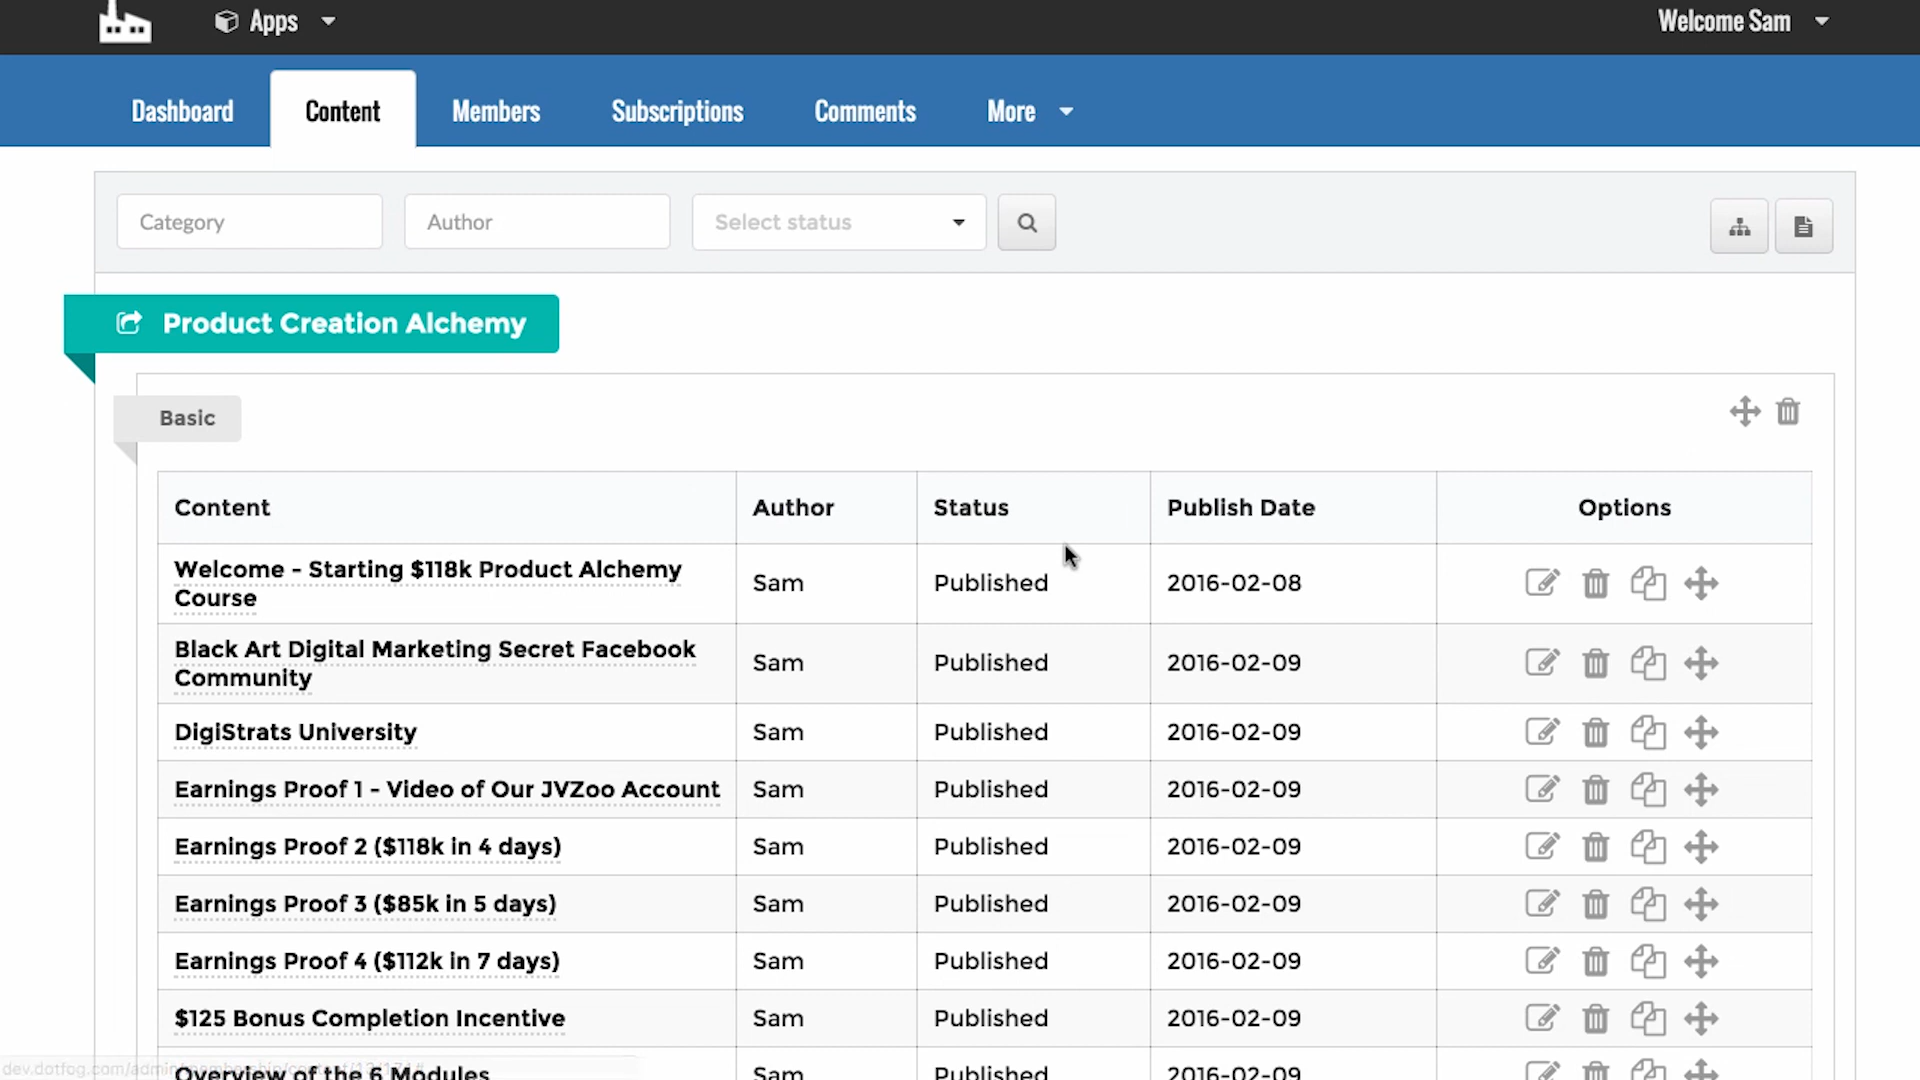 Apps
Welcome Sam
Dashboard Content Members Subscriptions Comments More
Category Author Select status
Product Creation Alchemy
Basic
Content Author Status Publish Date Options
Welcome - Starting $118k Product Alchemy
Course
Sam Published 2016-02-08
Black Art Digital Marketing Secret Facebook
Community
Sam Published 2016-02-09
DigiStrats University Sam Published 2016-02-09
Earnings Proof 1 - Video of Our JVZoo Account Sam Published 2016-02-09
Earnings Proof 2 ($118k in 4 days) Sam Published 2016-02-09
Earnings Proof 3 ($85k in 5 days) Sam Published 2016-02-09
Earnings Proof 4 ($112k in 7 days) Sam Published 2016-02-09
$125 Bonus Completion Incentive Sam Published 2016-02-09
Overview of the 6 Modules Sam Published 2016-02-09